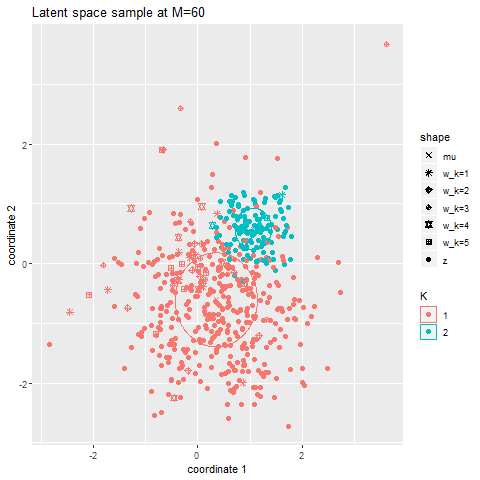 Latent space sample at M=60
2
0
-2
coordinate 2
-2
0
2
coordinate 1
shape
mu
w_k=1
w_k=2
w_k=3
w_k=4
w_k=5
z
K
1
2